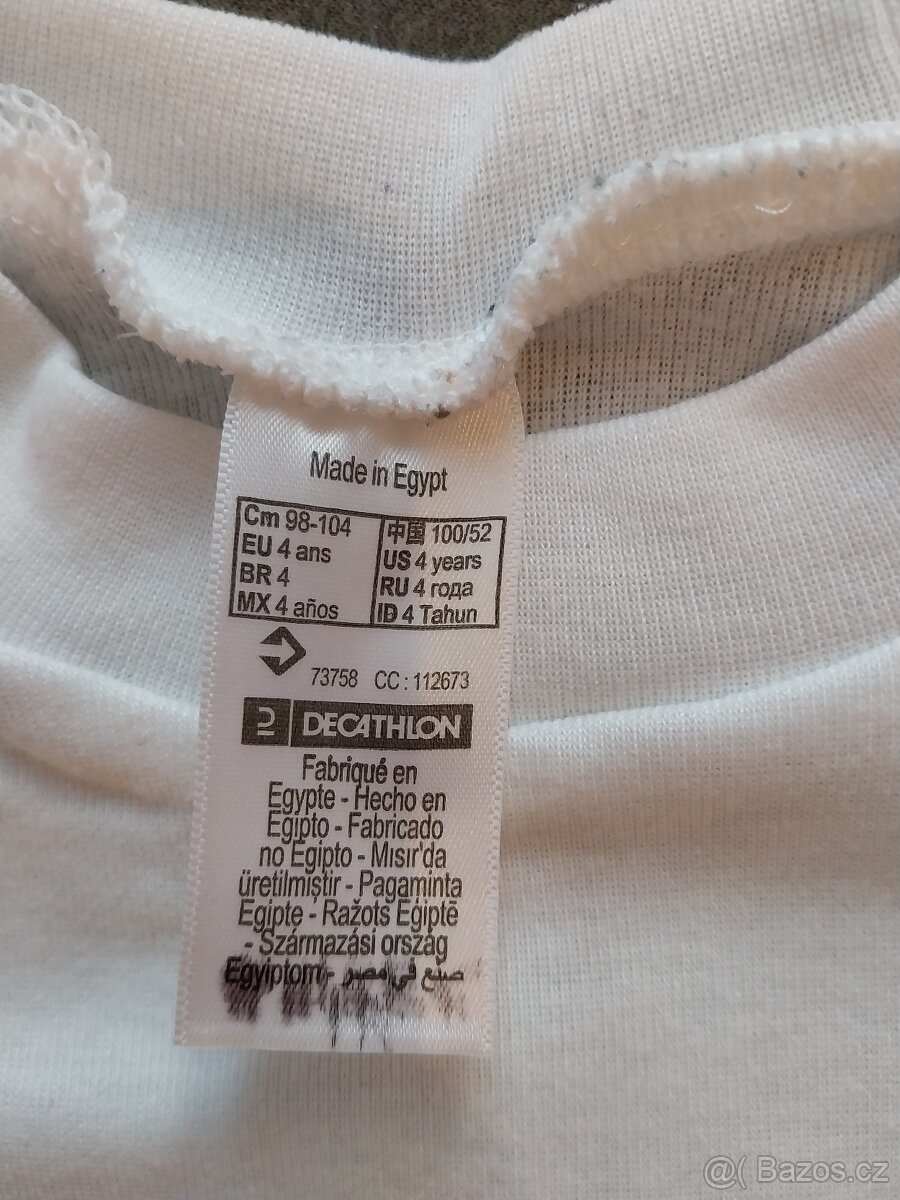 Made in Egypt
Cm 98-104
EU 4 ans
BR 4
MX 4 años
中国 100/52
US 4 years
RU 4 года
ID 4 Tahun
73758 CC : 112673
DECATHLON
Fabriqué en
Egypte - Hecho en
Egipto - Fabricado
no Egipto - Mısır'da
üretilmiştir - Pagaminta
Egipte - Ražots Ēģiptē
- Származási ország
Egyiptom - صنع في مصر
@( Bazos.cz